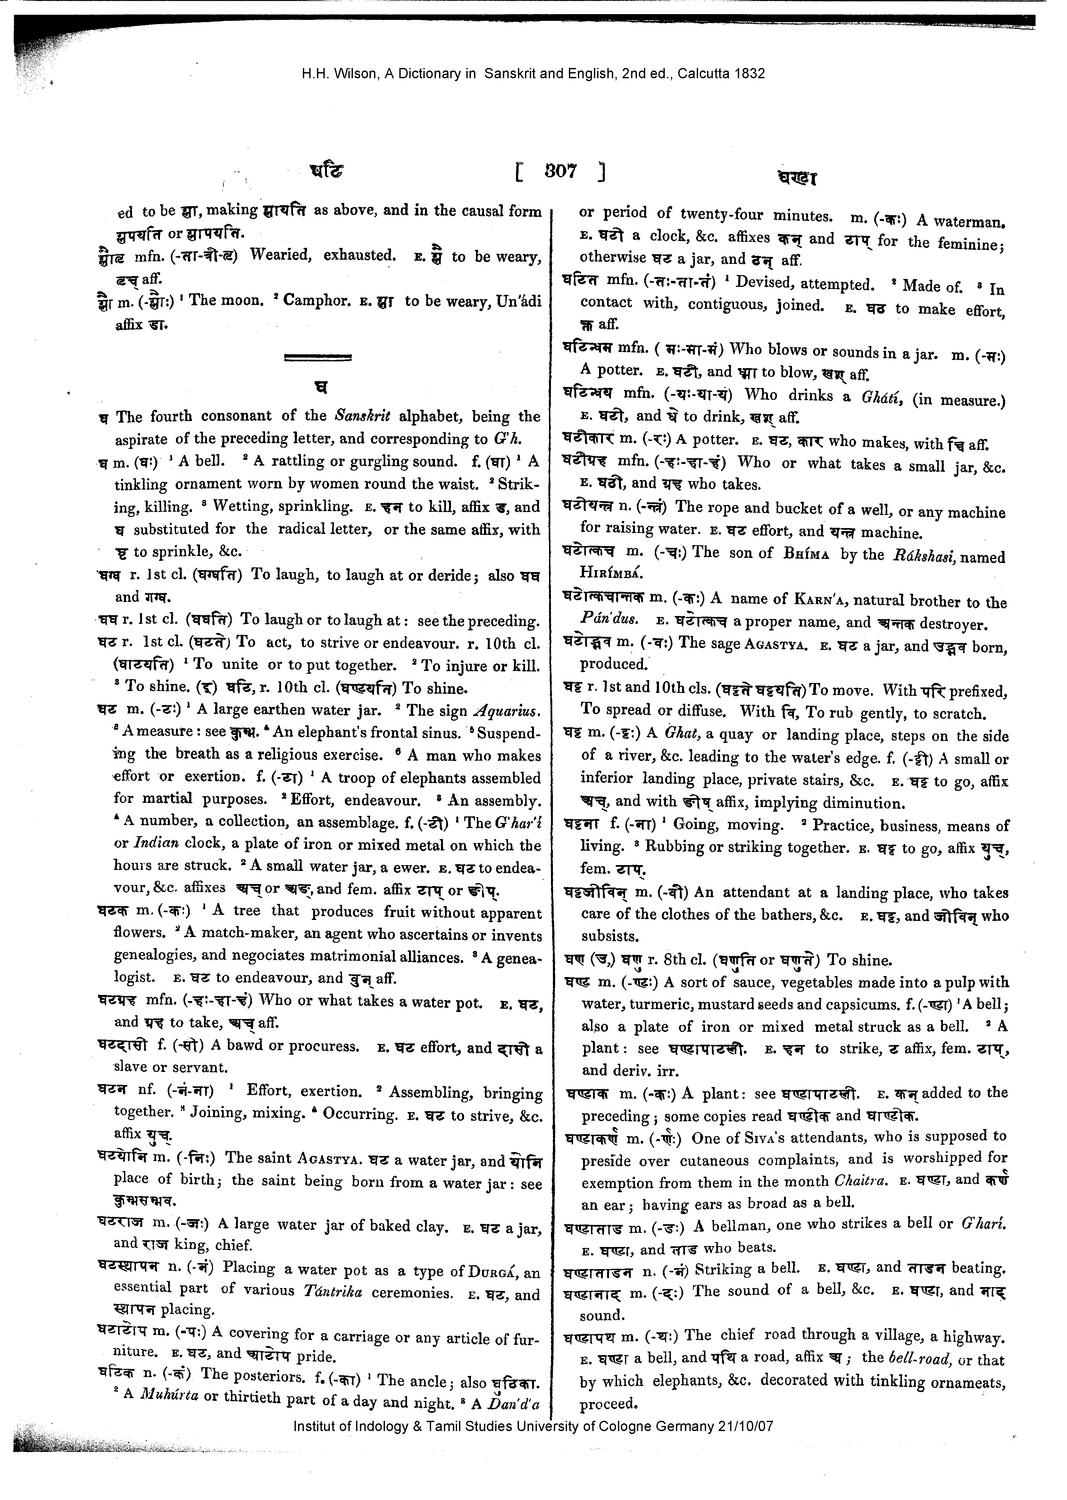 H.H. Wilson, A Dictionary in Sanskrit and English, 2nd ed., Calcutta 1832
घटि
[ 307 ]
घण्टा
ed to be ग्ला, making ग्लायति as above, and in the causal form
ग्लपयति or ग्लापयति.
mfn. (-ता-त्री-तृ) Wearied, exhausted. E. ग्लै to be weary,
तृच् aff.
ग्लौ m. (-ग्लौः) ¹ The moon. ² Camphor. E. ग्ला to be weary, Un'ádi
affix डा.
घ
घ The fourth consonant of the Sanskrit alphabet, being the
aspirate of the preceding letter, and corresponding to G'h.
घ m. (घः) ¹ A bell. ² A rattling or gurgling sound. f. (घा) ¹ A
tinkling ornament worn by women round the waist. ² Strik-
ing, killing. ³ Wetting, sprinkling. E. हन to kill, affix ड, and
घ substituted for the radical letter, or the same affix, with
घृ to sprinkle, &c.
घग्घ r. 1st cl. (घग्घति) To laugh, to laugh at or deride; also घघ
and गग्घ.
घघ r. 1st cl. (घघति) To laugh or to laugh at: see the preceding.
घट r. 1st cl. (घटते) To act, to strive or endeavour. r. 10th cl.
(घाटयति) ¹ To unite or to put together. ² To injure or kill.
³ To shine. (इ) घटि, r. 10th cl. (घण्टयति) To shine.
घट m. (-टः) ¹ A large earthen water jar. ² The sign Aquarius.
³ A measure: see कुम्भ. ⁴ An elephant's frontal sinus. ⁵ Suspend-
ing the breath as a religious exercise. ⁶ A man who makes
effort or exertion. f. (-टा) ¹ A troop of elephants assembled
for martial purposes. ² Effort, endeavour. ³ An assembly.
⁴ A number, a collection, an assemblage. f. (-टी) ¹ The G'har'í
or Indian clock, a plate of iron or mixed metal on which the
hours are struck. ² A small water jar, a ewer. E. घट to endea-
vour, &c. affixes अच् or अङ्, and fem. affix टाप् or ङीप्.
घटक m. (-कः) ¹ A tree that produces fruit without apparent
flowers. ² A match-maker, an agent who ascertains or invents
genealogies, and negociates matrimonial alliances. ³ A genea-
logist. E. घट to endeavour, and वुन् aff.
घटग्रह mfn. (-हः-हा-हं) Who or what takes a water pot. E. घट,
and ग्रह to take, अच् aff.
घटदासी f. (-सी) A bawd or procuress. E. घट effort, and दासी a
slave or servant.
घटन nf. (-नं-ना) ¹ Effort, exertion. ² Assembling, bringing
together. ³ Joining, mixing. ⁴ Occurring. E. घट to strive, &c.
affix युच्.
घटयोनि m. (-निः) The saint AGASTYA. घट a water jar, and योनि
place of birth; the saint being born from a water jar: see
कुम्भसम्भव.
घटराज m. (-जः) A large water jar of baked clay. E. घट a jar,
and राज king, chief.
घटस्थापन n. (-नं) Placing a water pot as a type of DURGÁ, an
essential part of various Tántrika ceremonies. E. घट, and
स्थापन placing.
घटाटोप m. (-पः) A covering for a carriage or any article of fur-
niture. E. घट, and आटोप pride.
घटिक n. (-कं) The posteriors. f. (-का) ¹ The ancle; also घुटिका.
² A Muhúrta or thirtieth part of a day and night. ³ A Dan'd'a
or period of twenty-four minutes. m. (-कः) A waterman.
E. घटी a clock, &c. affixes कन् and टाप् for the feminine;
otherwise घट a jar, and ठन् aff.
घटित mfn. (-तः-ता-तं) ¹ Devised, attempted. ² Made of. ³ In
contact with, contiguous, joined. E. घट to make effort,
क्त aff.
घटिन्धम mfn. ( मः-मा-मं) Who blows or sounds in a jar. m. (-मः)
A potter. E. घटी, and ध्मा to blow, खश् aff.
घटिन्धय mfn. (-यः-या-यं) Who drinks a Ghátí, (in measure.)
E. घटी, and धे to drink, खश् aff.
घटीकार m. (-रः) A potter. E. घट, कार who makes, with च्वि aff.
घटीग्रह mfn. (-हः-हा-हं) Who or what takes a small jar, &c.
E. घटी, and ग्रह who takes.
घटीयन्त्र n. (-न्त्रं) The rope and bucket of a well, or any machine
for raising water. E. घट effort, and यन्त्र machine.
घटोत्कच m. (-चः) The son of BHÍMA by the Rákshasi, named
HIRÍMBÁ.
घटोत्कचान्तक m. (-कः) A name of KARN'A, natural brother to the
Pán'dus. E. घटोत्कच a proper name, and अन्तक destroyer.
घटोद्भव m. (-वः) The sage AGASTYA. E. घट a jar, and उद्भव born,
produced.
घट्ट r. 1st and 10th cls. (घट्टते घट्टयति) To move. With परि prefixed,
To spread or diffuse. With वि, To rub gently, to scratch.
घट्ट m. (-ट्टः) A Ghat, a quay or landing place, steps on the side
of a river, &c. leading to the water's edge. f. (-ट्टी) A small or
inferior landing place, private stairs, &c. E. घट्ट to go, affix
अच्, and with ङीष् affix, implying diminution.
घट्टना f. (-ना) ¹ Going, moving. ² Practice, business, means of
living. ³ Rubbing or striking together. E. घट्ट to go, affix युच्,
fem. टाप्.
घट्टजीविन् m. (-वी) An attendant at a landing place, who takes
care of the clothes of the bathers, &c. E. घट्ट, and जीविन् who
subsists.
घण (उ,) घणु r. 8th cl. (घणुति or घणुते) To shine.
घण्ट m. (-ण्टः) A sort of sauce, vegetables made into a pulp with
water, turmeric, mustard seeds and capsicums. f. (-ण्टा) ¹ A bell;
also a plate of iron or mixed metal struck as a bell. ² A
plant: see घण्टापाटली. E. हन to strike, ट affix, fem. टाप्,
and deriv. irr.
घण्टाक m. (-कः) A plant: see घण्टापाटली. E. कन् added to the
preceding; some copies read घण्टीक and घाण्टीक.
घण्टाकर्ण m. (-र्णः) One of SIVA's attendants, who is supposed to
preside over cutaneous complaints, and is worshipped for
exemption from them in the month Chaitra. E. घण्टा, and कर्ण
an ear; having ears as broad as a bell.
घण्टाताड m. (-डः) A bellman, one who strikes a bell or G'harí.
E. घण्टा, and ताड who beats.
घण्टाताडन n. (-नं) Striking a bell. E. घण्टा, and ताडन beating.
घण्टानाद m. (-दः) The sound of a bell, &c. E. घण्टा, and नाद
sound.
घण्टापथ m. (-थः) The chief road through a village, a highway.
E. घण्टा a bell, and पथि a road, affix अ; the bell-road, or that
by which elephants, &c. decorated with tinkling ornaments,
proceed.
Institut of Indology & Tamil Studies University of Cologne Germany 21/10/07